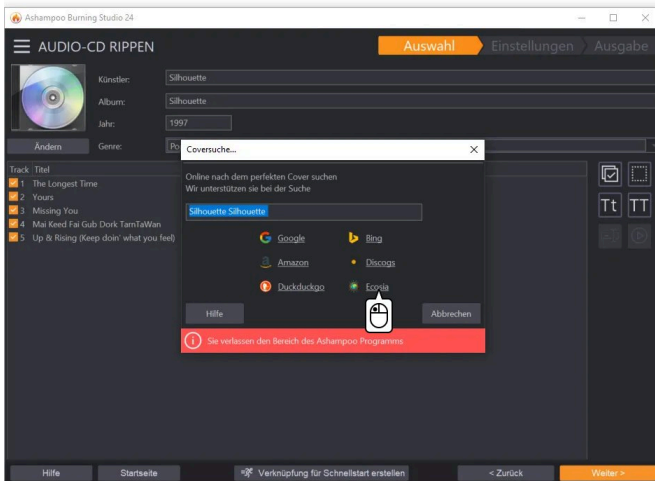 Ashampoo Burning Studio 24
AUDIO-CD RIPPEN
Auswahl
Einstellungen
Ausgabe
Künstler: Silhouette
Album: Silhouette
Jahr: 1997
Ändern
Genre: Po
Track Titel
1 The Longest Time
2 Yours
3 Missing You
4 Mai Keed Fai Gub Dork TamTaWan
5 Up & Rising (Keep doin' what you feel)
Tt TT
Coversuche...
Online nach dem perfekten Cover suchen
Wir unterstützen sie bei der Suche
Silhouette Silhouette
Google Bing
Amazon Discogs
Duckduckgo Ecosia
Hilfe Abbrechen
Sie verlassen den Bereich des Ashampoo Programms
Hilfe Startseite Verknüpfung für Schnellstart erstellen < Zurück Weiter >